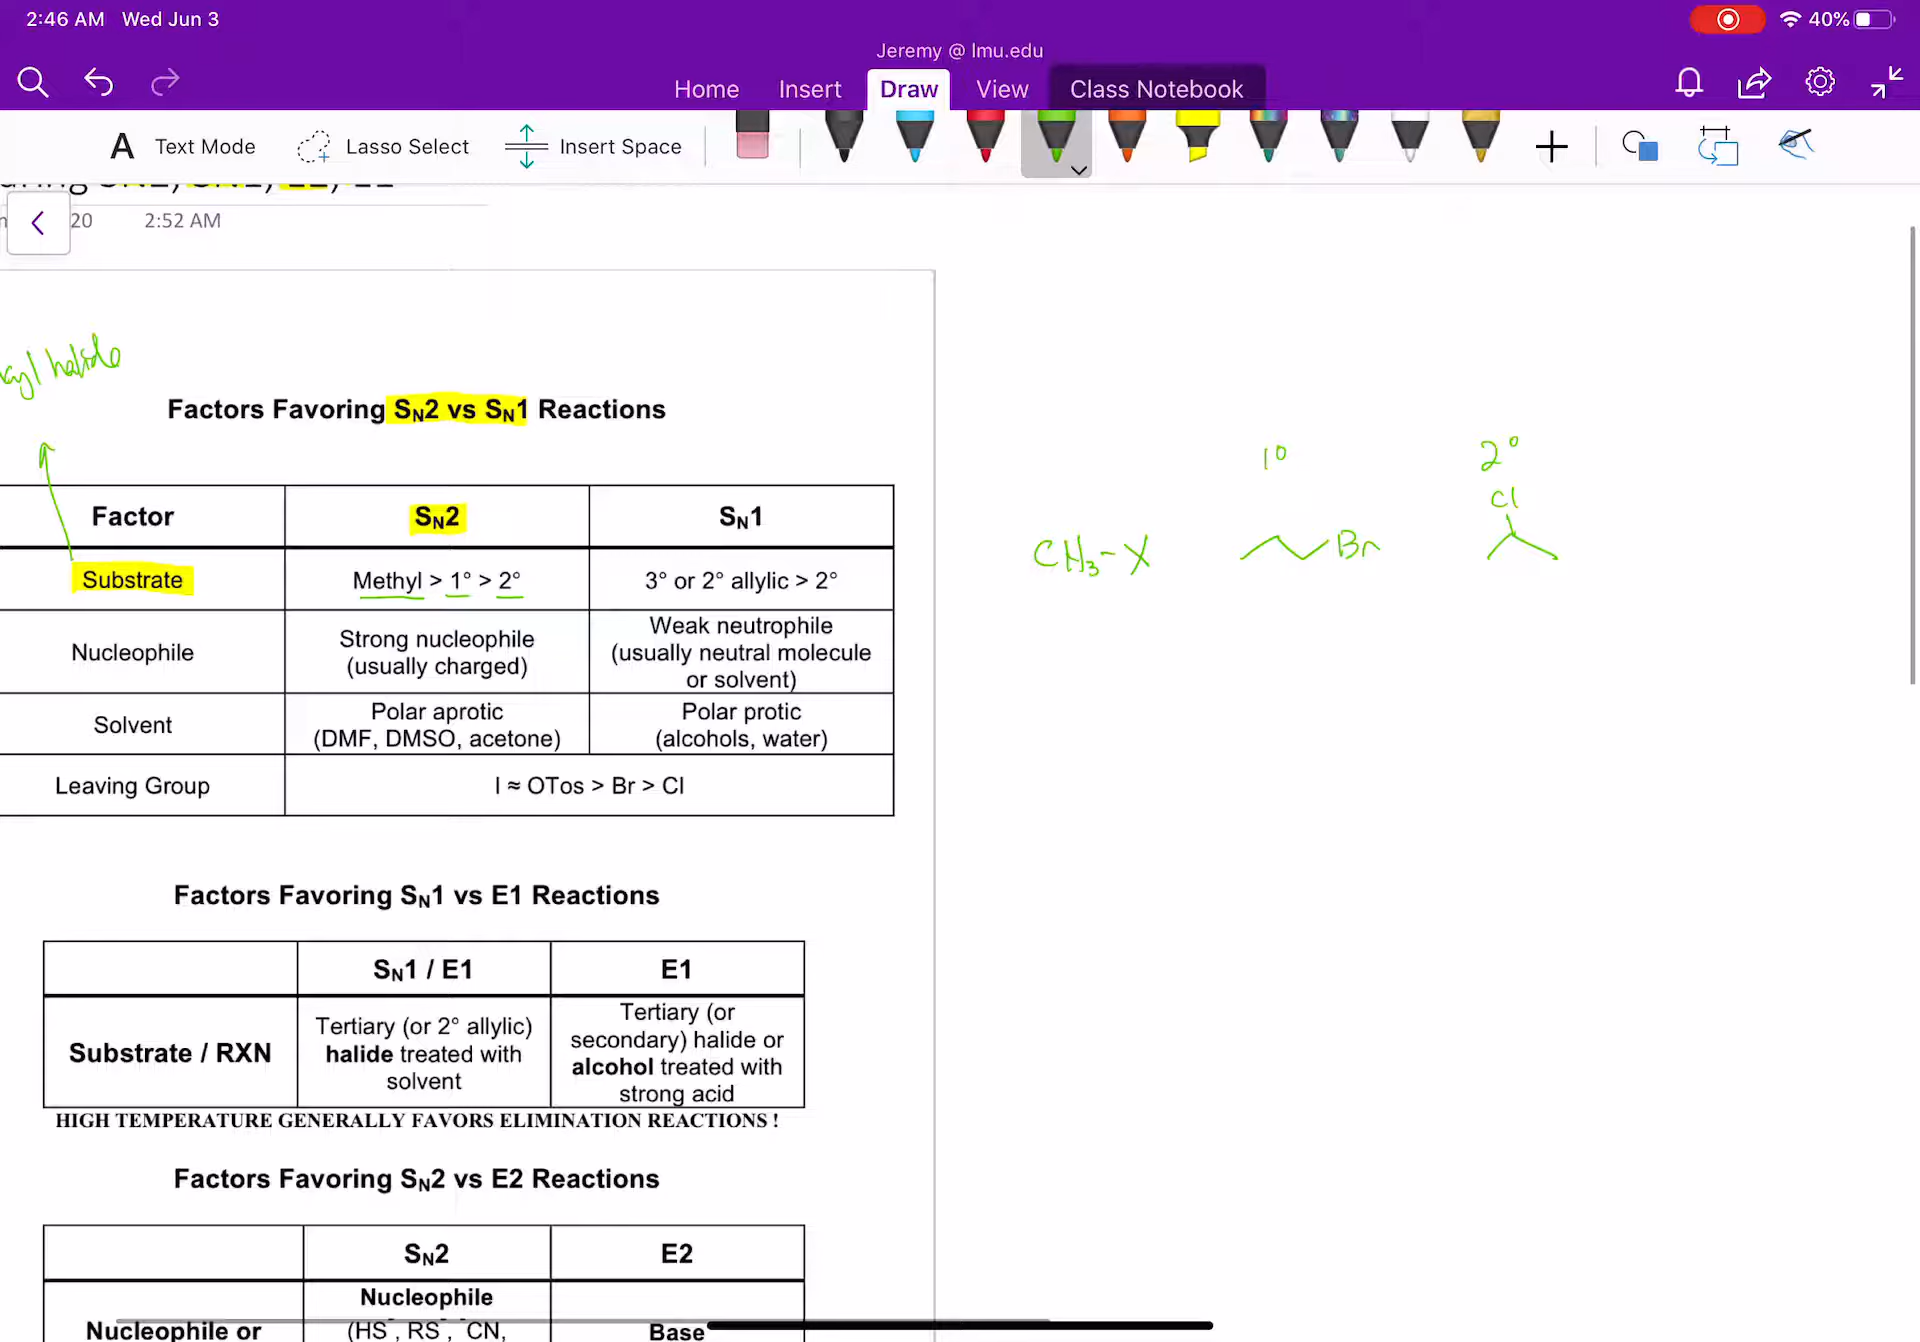 2:46 AM Wed Jun 3
40%
Jeremy @ lmu.edu
Home Insert Draw View Class Notebook
Text Mode Lasso Select Insert Space
20 2:52 AM
halide
Factors Favoring SN2 vs SN1 Reactions
Factor SN2 SN1
Substrate Methyl > 1° > 2° 3° or 2° allylic > 2°
Nucleophile
Strong nucleophile
(usually charged)
Weak neutrophile
(usually neutral molecule
or solvent)
Solvent
Polar aprotic
(DMF, DMSO, acetone)
Polar protic
(alcohols, water)
Leaving Group I ≈ OTos > Br > Cl
1° 2°
Cl
CH3-X Br
Factors Favoring SN1 vs E1 Reactions
SN1 / E1 E1
Substrate / RXN
Tertiary (or 2° allylic)
halide treated with
solvent
Tertiary (or
secondary) halide or
alcohol treated with
strong acid
HIGH TEMPERATURE GENERALLY FAVORS ELIMINATION REACTIONS !
Factors Favoring SN2 vs E2 Reactions
SN2 E2
Nucleophile or
Nucleophile
(HS-, RS-, CN,
Base